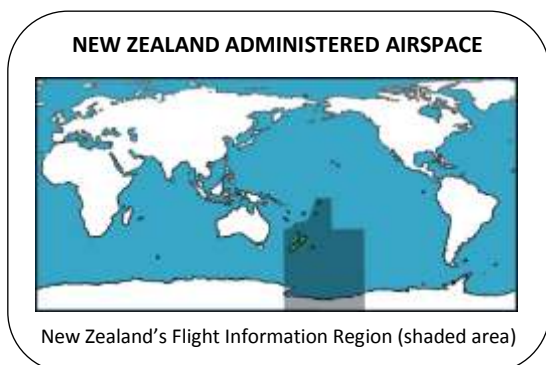 NEW ZEALAND ADMINISTERED AIRSPACE
New Zealand’s Flight Information Region (shaded area)